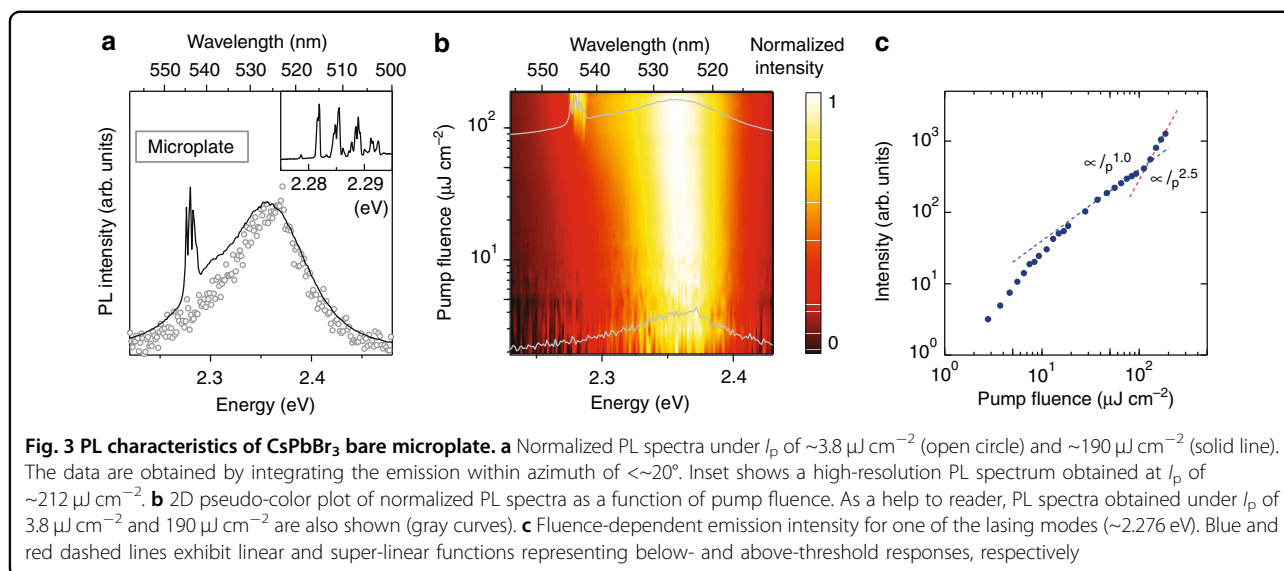 a
Wavelength (nm)
550 540 530 520 510 500
Microplate
2.28 2.29
(eV)
PL intensity (arb. units)
2.3 2.4
Energy (eV)
b
Wavelength (nm)
550 540 530 520
Normalized
intensity
1
0
Pump fluence (μJ cm−2)
10²
10¹
2.3 2.4
Energy (eV)
c
Intensity (arb. units)
10³
10²
10¹
10⁰
∝Ip^1.0
∝Ip^2.5
10⁰ 10¹ 10²
Pump fluence (μJ cm−2)
Fig. 3 PL characteristics of CsPbBr₃ bare microplate. a Normalized PL spectra under Ip of ~3.8 μJ cm−2 (open circle) and ~190 μJ cm−2 (solid line).
The data are obtained by integrating the emission within azimuth of <~20°. Inset shows a high-resolution PL spectrum obtained at Ip of
~212 μJ cm−2. b 2D pseudo-color plot of normalized PL spectra as a function of pump fluence. As a help to reader, PL spectra obtained under Ip of
3.8 μJ cm−2 and 190 μJ cm−2 are also shown (gray curves). c Fluence-dependent emission intensity for one of the lasing modes (~2.276 eV). Blue and
red dashed lines exhibit linear and super-linear functions representing below- and above-threshold responses, respectively